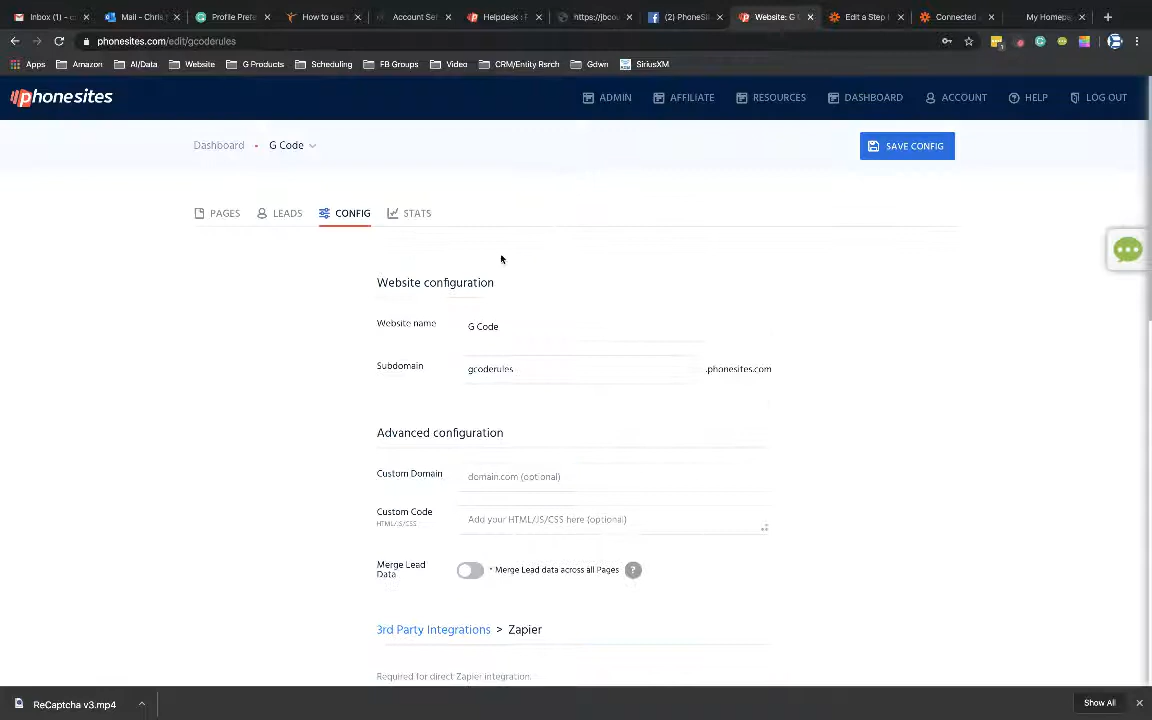 Inbox (1) - c
Mail - Chris
Profile Prefe
How to use
Account Se
Helpdesk : F
https://jbco
(2) PhoneSi
Website: G
Edit a Step
Connected
My Homepa
phonesites.com/edit/gcoderules
Apps
Amazon
AI/Data
Website
G Products
Scheduling
FB Groups
Video
CRM/Entity Rsrch
Gdwn
SiriusXM
phonesites
ADMIN
AFFILIATE
RESOURCES
DASHBOARD
ACCOUNT
HELP
LOG OUT
Dashboard • G Code
SAVE CONFIG
PAGES
LEADS
CONFIG
STATS
Website configuration
Website name
G Code
Subdomain
gcoderules
.phonesites.com
Advanced configuration
Custom Domain
domain.com (optional)
Custom Code
HTML/JS/CSS
Add your HTML/JS/CSS here (optional)
Merge Lead
Data
* Merge Lead data across all Pages ?
3rd Party Integrations > Zapier
Required for direct Zapier integration.
ReCaptcha v3.mp4
Show All